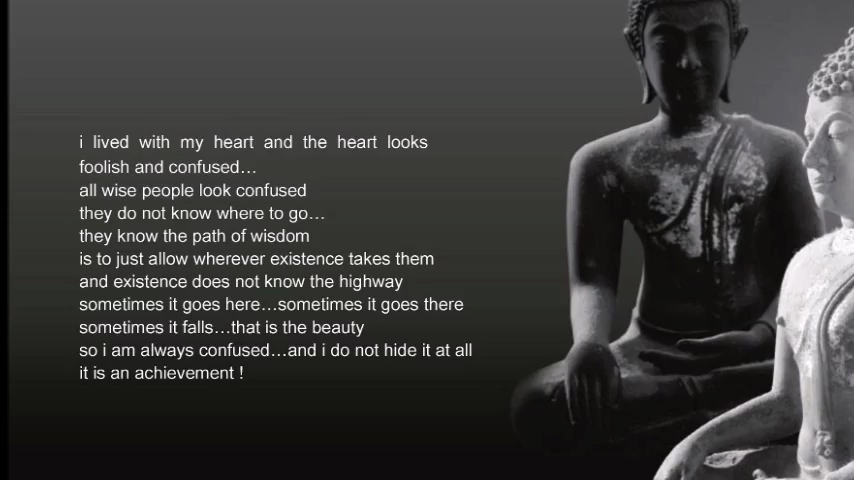 i lived with my heart and the heart looks
foolish and confused…
all wise people look confused
they do not know where to go…
they know the path of wisdom
is to just allow wherever existence takes them
and existence does not know the highway
sometimes it goes here…sometimes it goes there
sometimes it falls…that is the beauty
so i am always confused…and i do not hide it at all
it is an achievement !